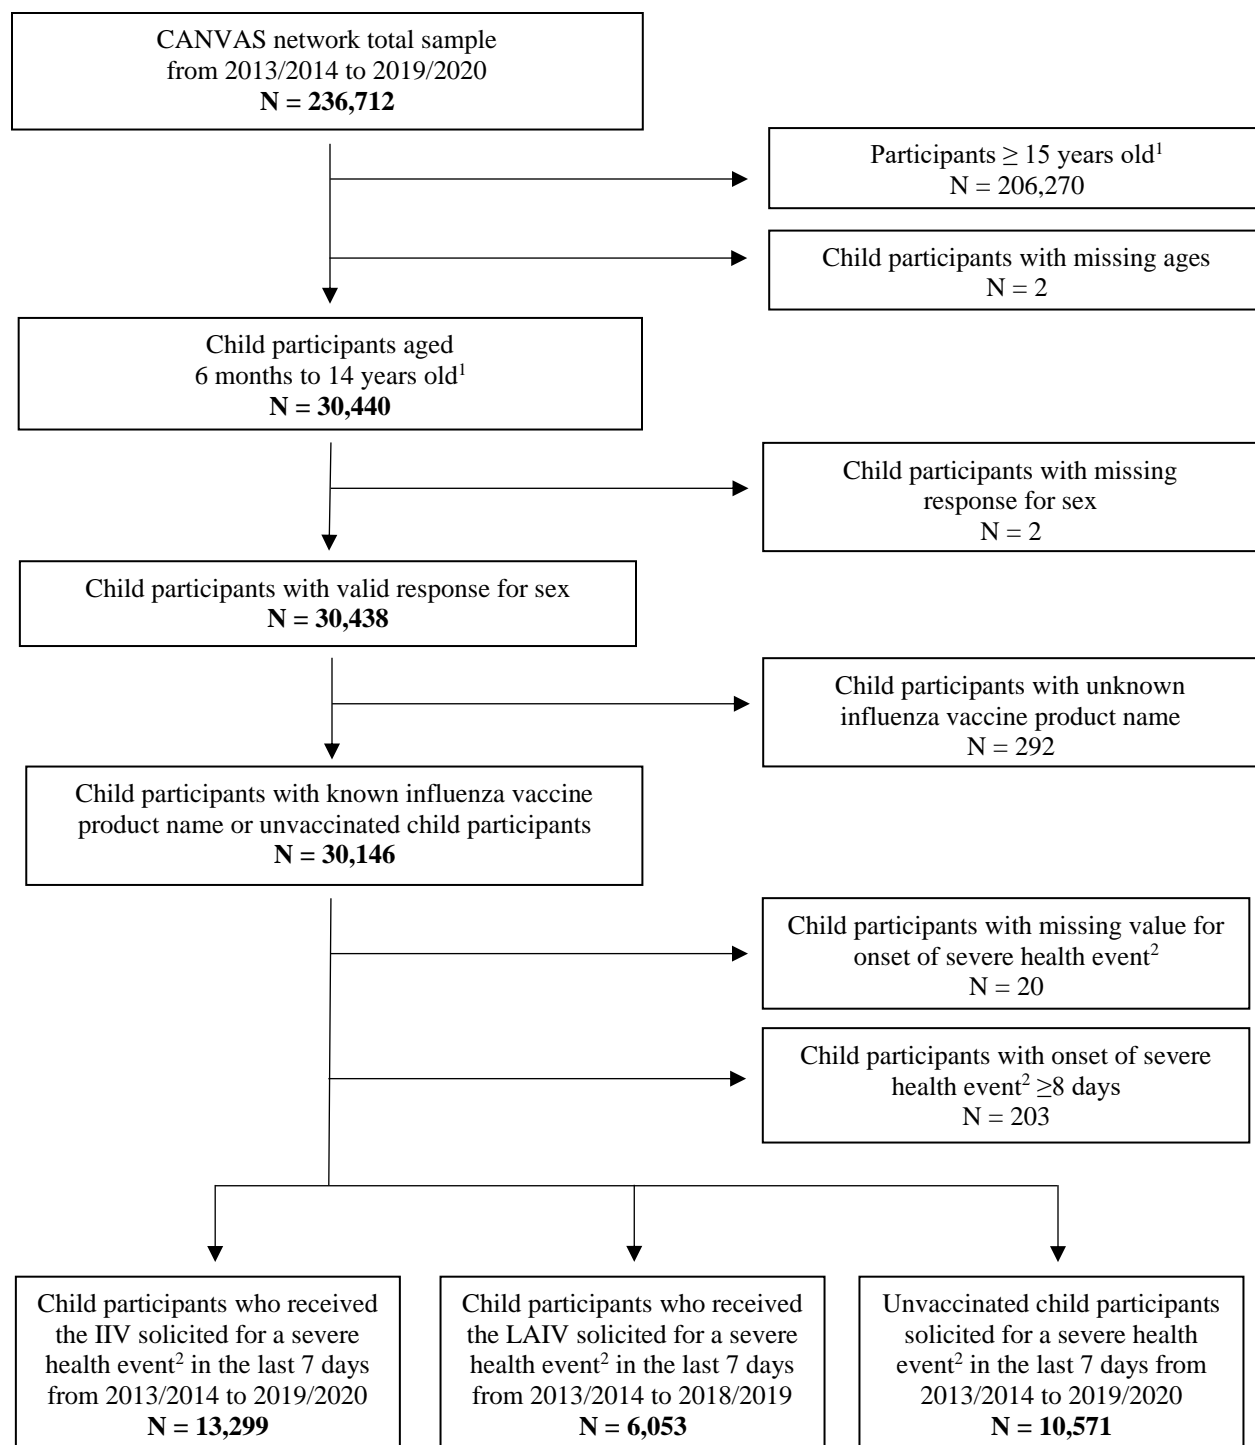 CANVAS network total sample
from 2013/2014 to 2019/2020
N = 236,712
Participants ≥ 15 years old¹
N = 206,270
Child participants with missing ages
N = 2
Child participants aged
6 months to 14 years old¹
N = 30,440
Child participants with missing
response for sex
N = 2
Child participants with valid response for sex
N = 30,438
Child participants with unknown
influenza vaccine product name
N = 292
Child participants with known influenza vaccine
product name or unvaccinated child participants
N = 30,146
Child participants with missing value for
onset of severe health event²
N = 20
Child participants with onset of severe
health event² ≥8 days
N = 203
Child participants who received
the IIV solicited for a severe
health event² in the last 7 days
from 2013/2014 to 2019/2020
N = 13,299
Child participants who received
the LAIV solicited for a severe
health event² in the last 7 days
from 2013/2014 to 2018/2019
N = 6,053
Unvaccinated child participants
solicited for a severe health
event² in the last 7 days from
2013/2014 to 2019/2020
N = 10,571